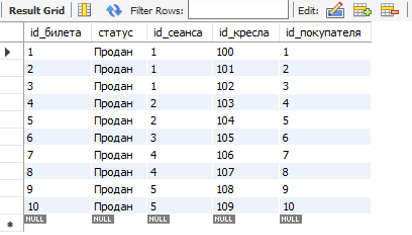 Result Grid Filter Rows: Edit:
id_билета статус id_сеанса id_кресла id_покупателя
1 Продан 1 100 1
2 Продан 1 101 2
3 Продан 1 102 3
4 Продан 2 103 4
5 Продан 2 104 5
6 Продан 3 105 6
7 Продан 4 106 7
8 Продан 4 107 8
9 Продан 5 108 9
10 Продан 5 109 10
NULL NULL NULL NULL NULL